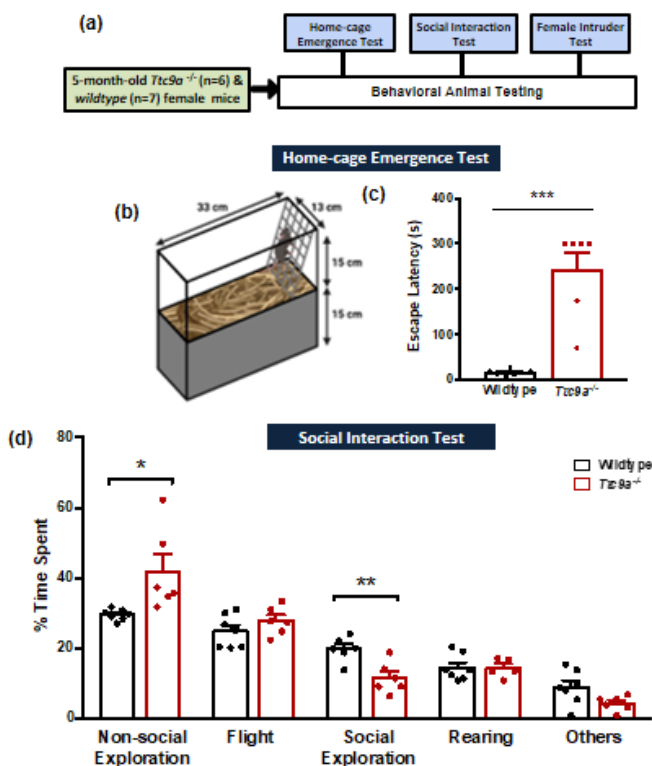 (a)
Home-cage
Emergence Test
Social Interaction
Test
Female Intruder
Test
5-month-old Ttc9a -/- (n=6) &
wildtype (n=7) female mice
Behavioral Animal Testing
Home-cage Emergence Test
(b)
33 cm
13 cm
15 cm
15 cm
(c)
Escape Latency (s)
400
300
200
100
0
***
Wildtype
Ttc9a-/-
(d)
Social Interaction Test
% Time Spent
80
60
40
20
0
*
**
Wildtype
Ttc9a-/-
Non-social
Exploration
Flight
Social
Exploration
Rearing
Others